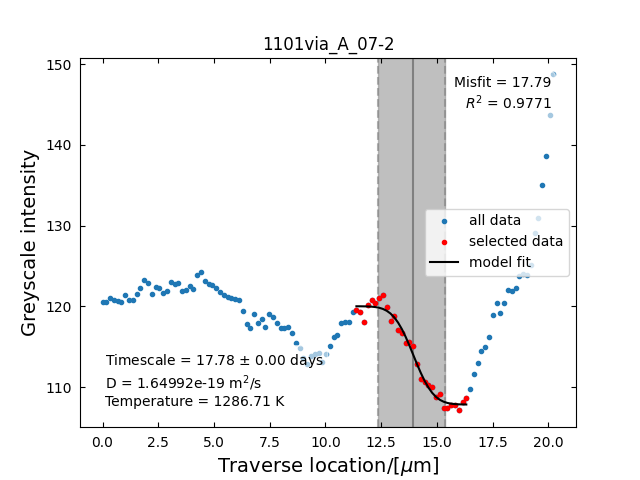 1101via_A_07-2
Misfit = 17.79
R² = 0.9771
150
140
130
120
110
Greyscale intensity
all data
selected data
model fit
Timescale = 17.78 ± 0.00 days
D = 1.64992e-19 m²/s
Temperature = 1286.71 K
0.0 2.5 5.0 7.5 10.0 12.5 15.0 17.5 20.0
Traverse location/[μm]